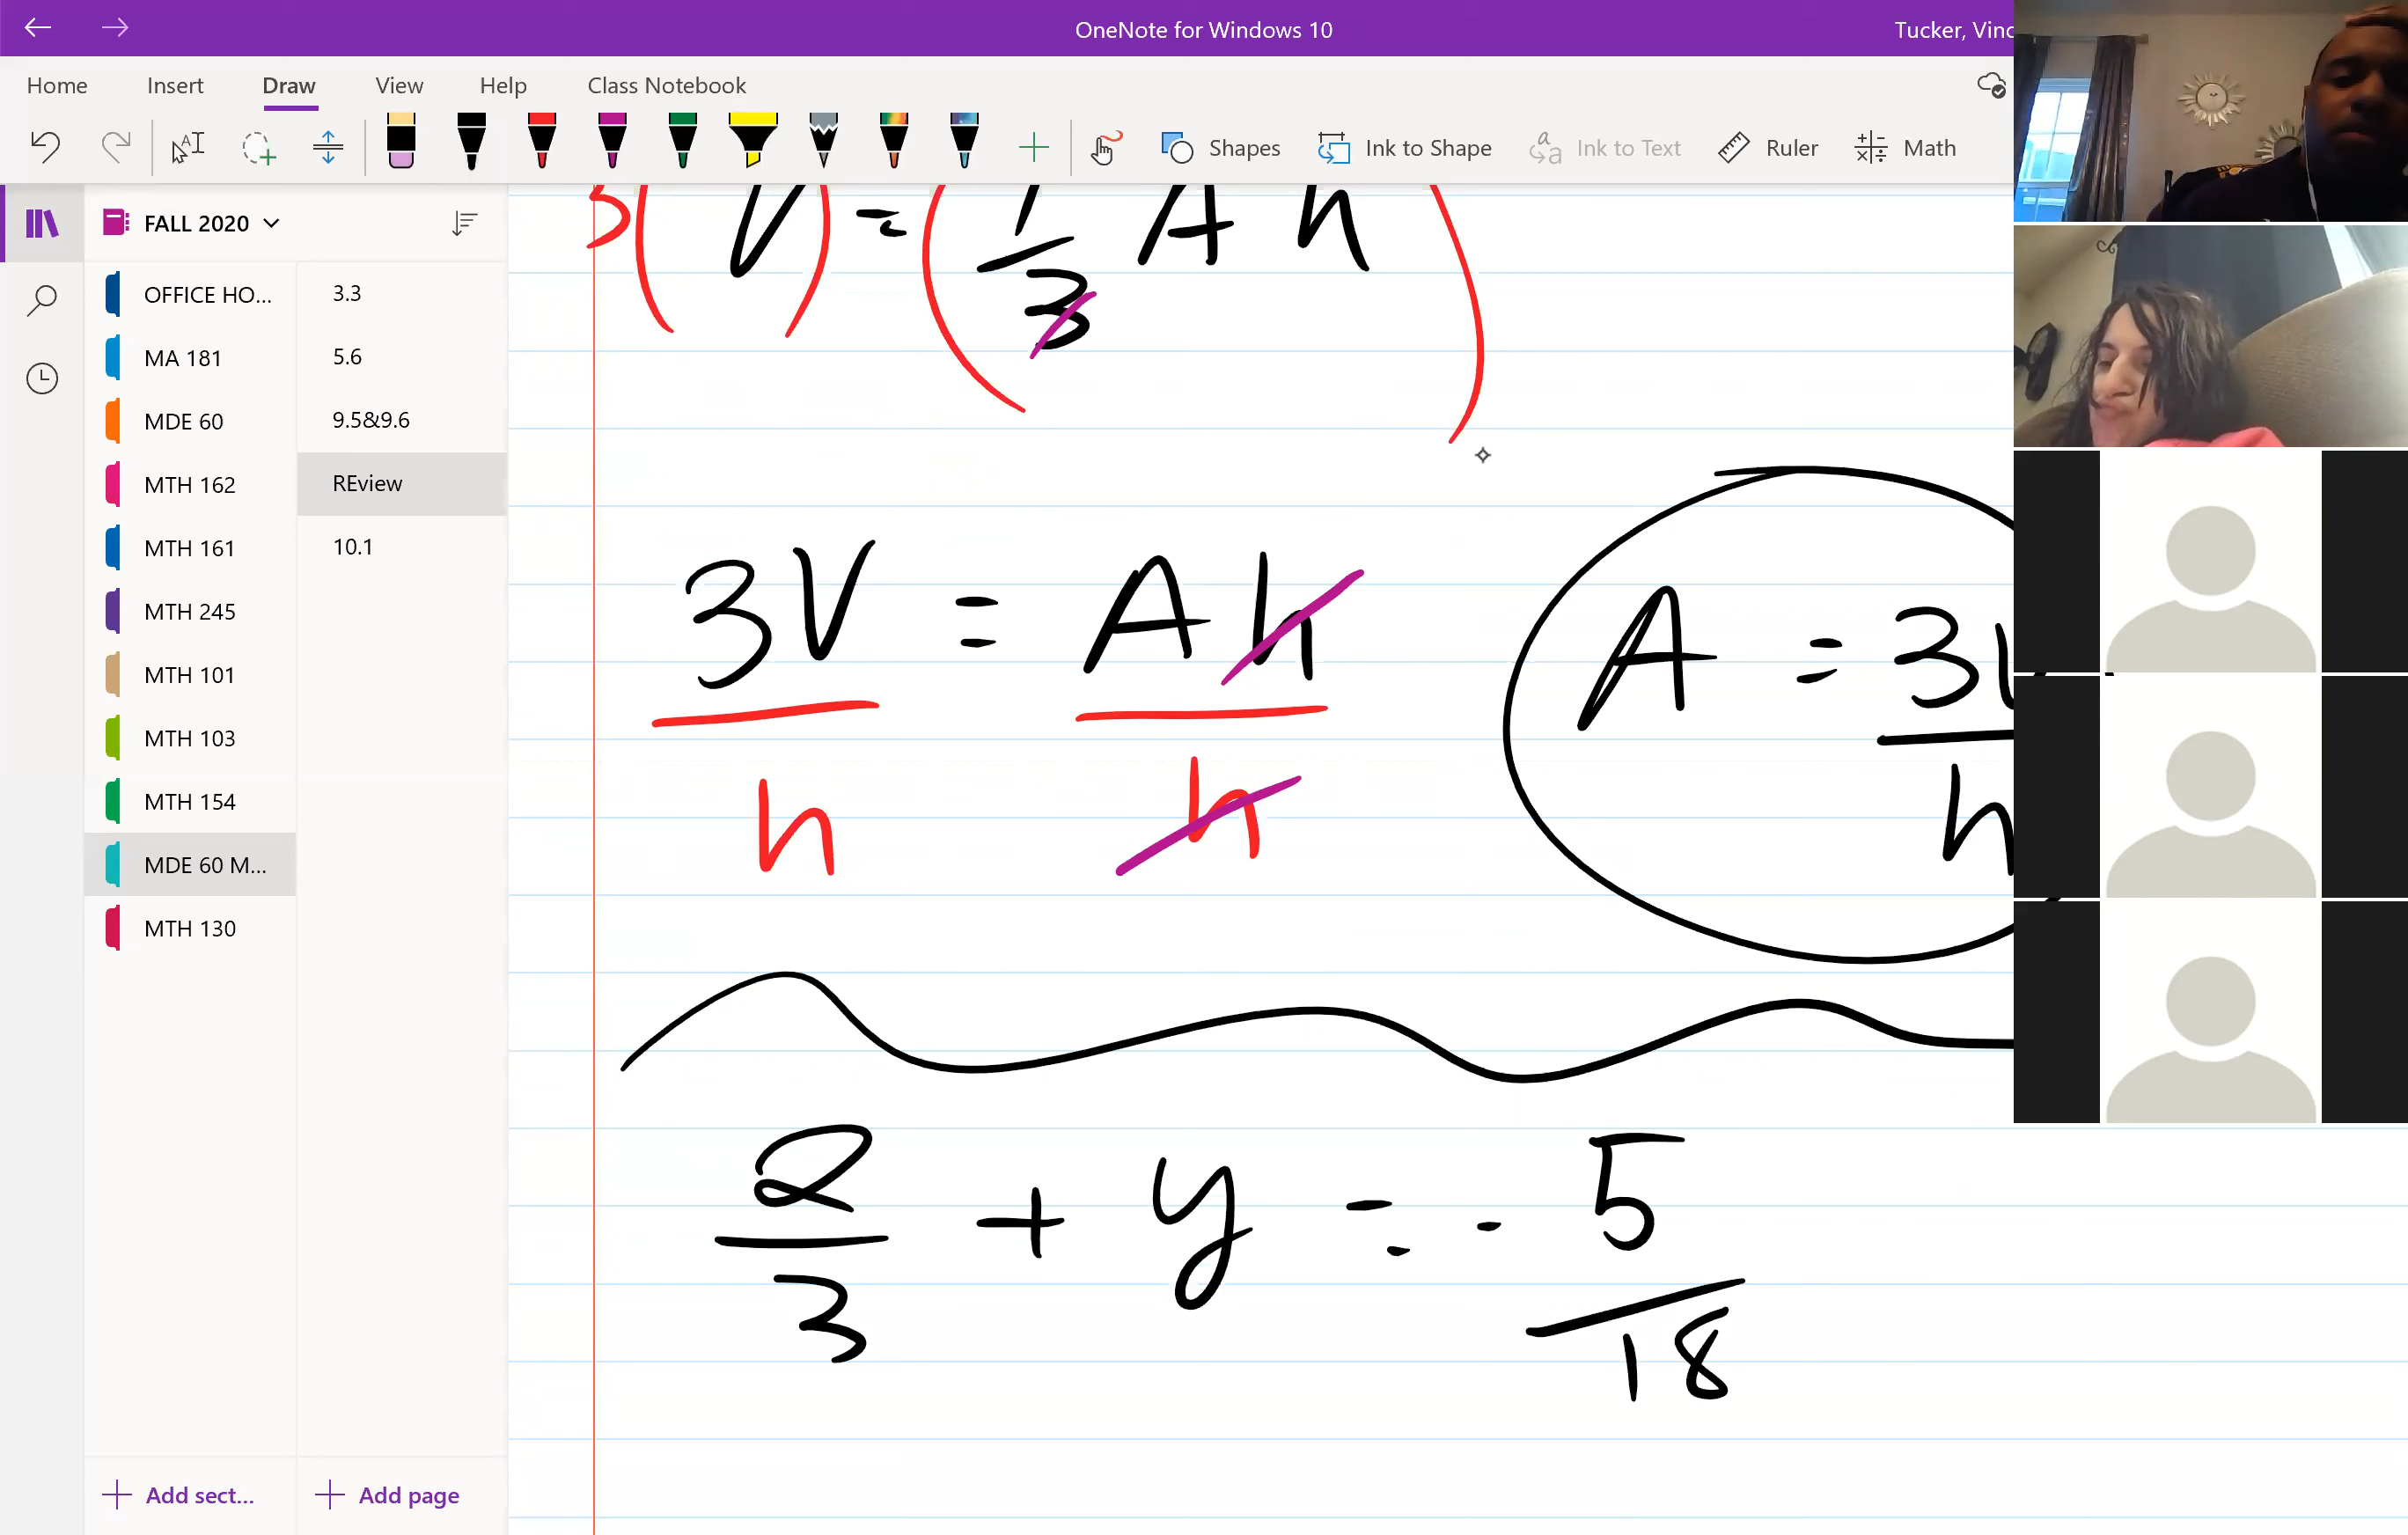 OneNote for Windows 10
Tucker, Vinc
Home Insert Draw View Help Class Notebook
Shapes Ink to Shape Ink to Text Ruler Math
FALL 2020
OFFICE HO...
MA 181
MDE 60
MTH 162
MTH 161
MTH 245
MTH 101
MTH 103
MTH 154
MDE 60 M...
MTH 130
Add sect...
3.3
5.6
9.5&9.6
REview
10.1
Add page
3( V ) = ( 1/3 A h )
3V = Ah
h h
A = 3V
h
2/3 + y = - 5/18